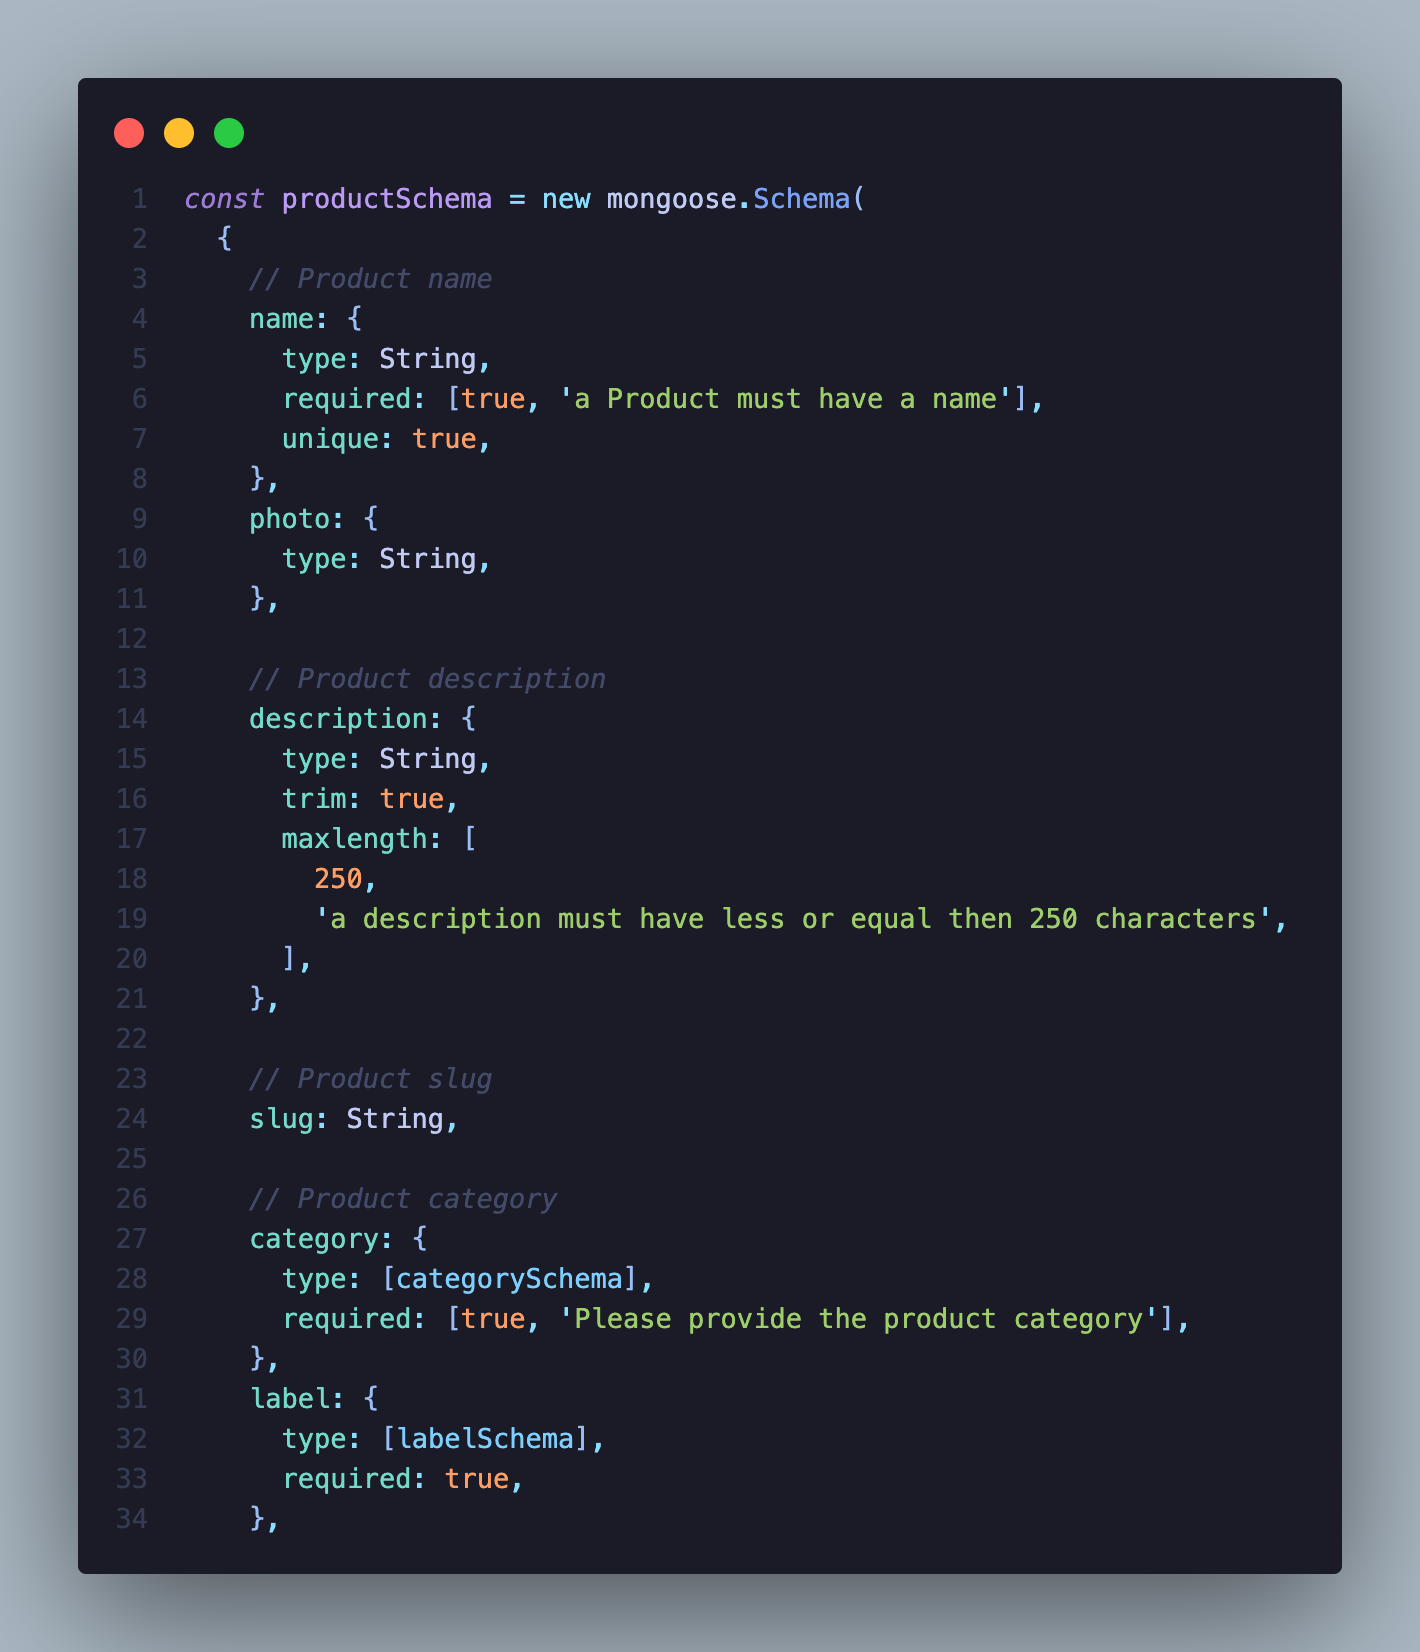 1 const productSchema = new mongoose.Schema(
2   {
3     // Product name
4     name: {
5       type: String,
6       required: [true, 'a Product must have a name'],
7       unique: true,
8     },
9     photo: {
10       type: String,
11     },
12
13     // Product description
14     description: {
15       type: String,
16       trim: true,
17       maxlength: [
18         250,
19         'a description must have less or equal then 250 characters',
20       ],
21     },
22
23     // Product slug
24     slug: String,
25
26     // Product category
27     category: {
28       type: [categorySchema],
29       required: [true, 'Please provide the product category'],
30     },
31     label: {
32       type: [labelSchema],
33       required: true,
34     },